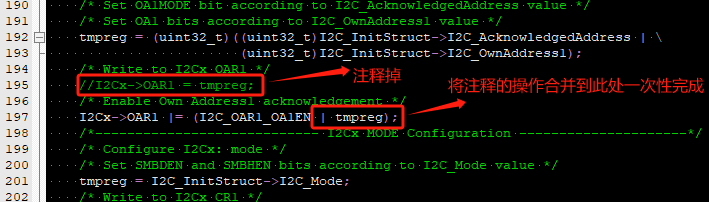 190 /* Set OA1MODE bit according to I2C_AcknowledgedAddress value */
191 /* Set OA1 bits according to I2C_OwnAddress1 value */
192 tmpreg = (uint32_t)((uint32_t)I2C_InitStruct->I2C_AcknowledgedAddress | \
193 (uint32_t)I2C_InitStruct->I2C_OwnAddress1);
194 /* Write to I2Cx OAR1 */
注释掉
195 //I2Cx->OAR1 = tmpreg;
将注释的操作合并到此处一次性完成
196 /* Enable Own Address1 acknowledgement */
197 I2Cx->OAR1 |= (I2C_OAR1_OA1EN | tmpreg);
198 /*---------------------------- I2Cx MODE Configuration ---------------------*/
199 /* Configure I2Cx: mode */
200 /* Set SMBDEN and SMBHEN bits according to I2C_Mode value */
201 tmpreg = I2C_InitStruct->I2C_Mode;
202 /* Write to I2Cx CR1 */